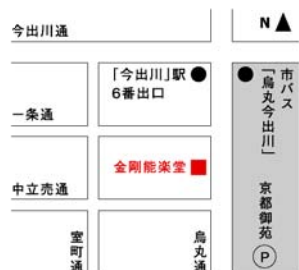 今出川通
N
「今出川」駅
6番出口
市バス
「烏丸今出川」
一条通
金剛能楽堂
中立売通
京都御苑
P
室町通
烏丸通